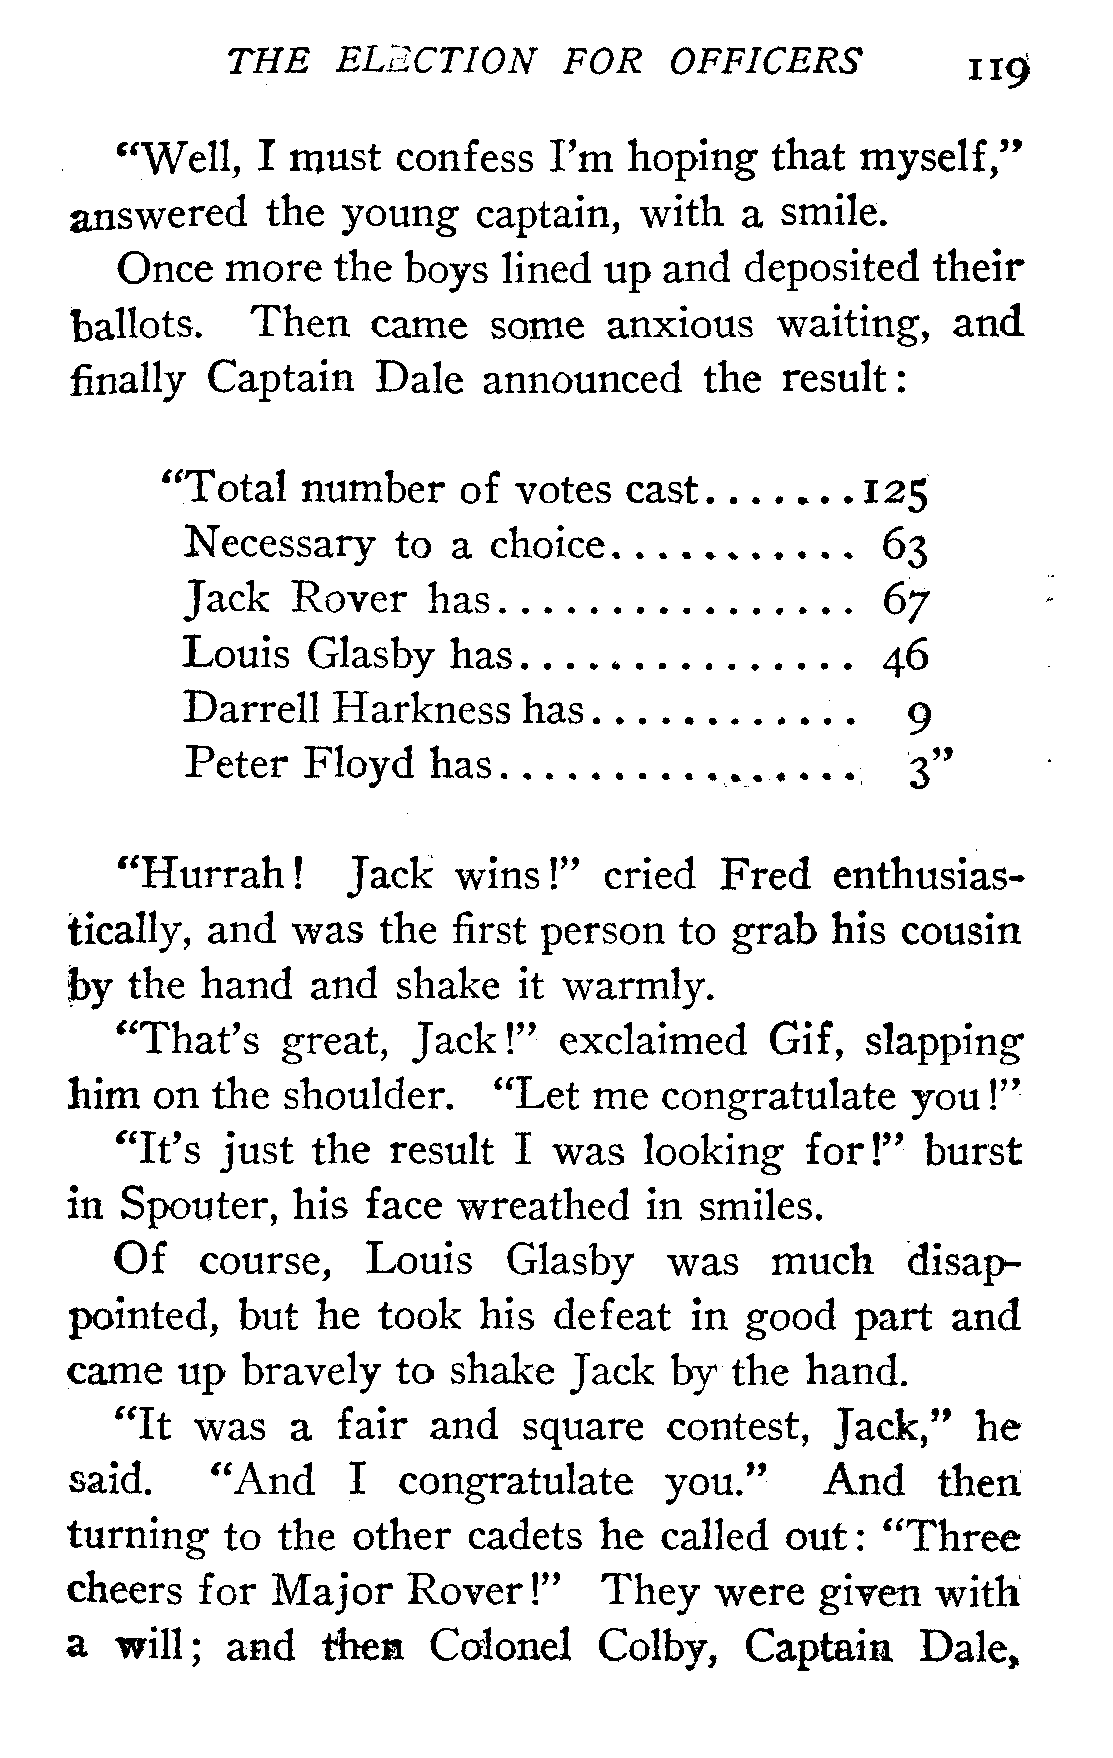 THE ELECTION FOR OFFICERS 119
“Well, I must confess I’m hoping that myself,”
answered the young captain, with a smile.
Once more the boys lined up and deposited their
ballots. Then came some anxious waiting, and
finally Captain Dale announced the result:
“Total number of votes cast.......125
Necessary to a choice........... 63
Jack Rover has................ 67
Louis Glasby has............... 46
Darrell Harkness has............ 9
Peter Floyd has................ 3”
“Hurrah! Jack wins!” cried Fred enthusias-
tically, and was the first person to grab his cousin
by the hand and shake it warmly.
“That’s great, Jack!” exclaimed Gif, slapping
him on the shoulder. “Let me congratulate you!”
“It’s just the result I was looking for!” burst
in Spouter, his face wreathed in smiles.
Of course, Louis Glasby was much disap-
pointed, but he took his defeat in good part and
came up bravely to shake Jack by the hand.
“It was a fair and square contest, Jack,” he
said. “And I congratulate you.” And then
turning to the other cadets he called out: “Three
cheers for Major Rover!” They were given with
a will; and then Colonel Colby, Captain Dale,